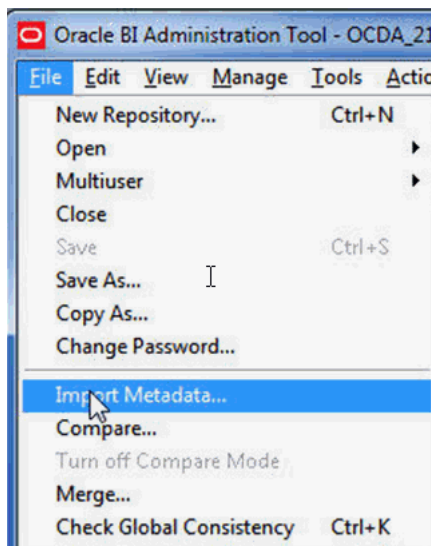 Oracle BI Administration Tool - OCDA_21
File Edit View Manage Tools Actio
New Repository... Ctrl+N
Open
Multiuser
Close
Save Ctrl+S
Save As...
Copy As...
Change Password...
Import Metadata...
Compare...
Turn off Compare Mode
Merge...
Check Global Consistency Ctrl+K